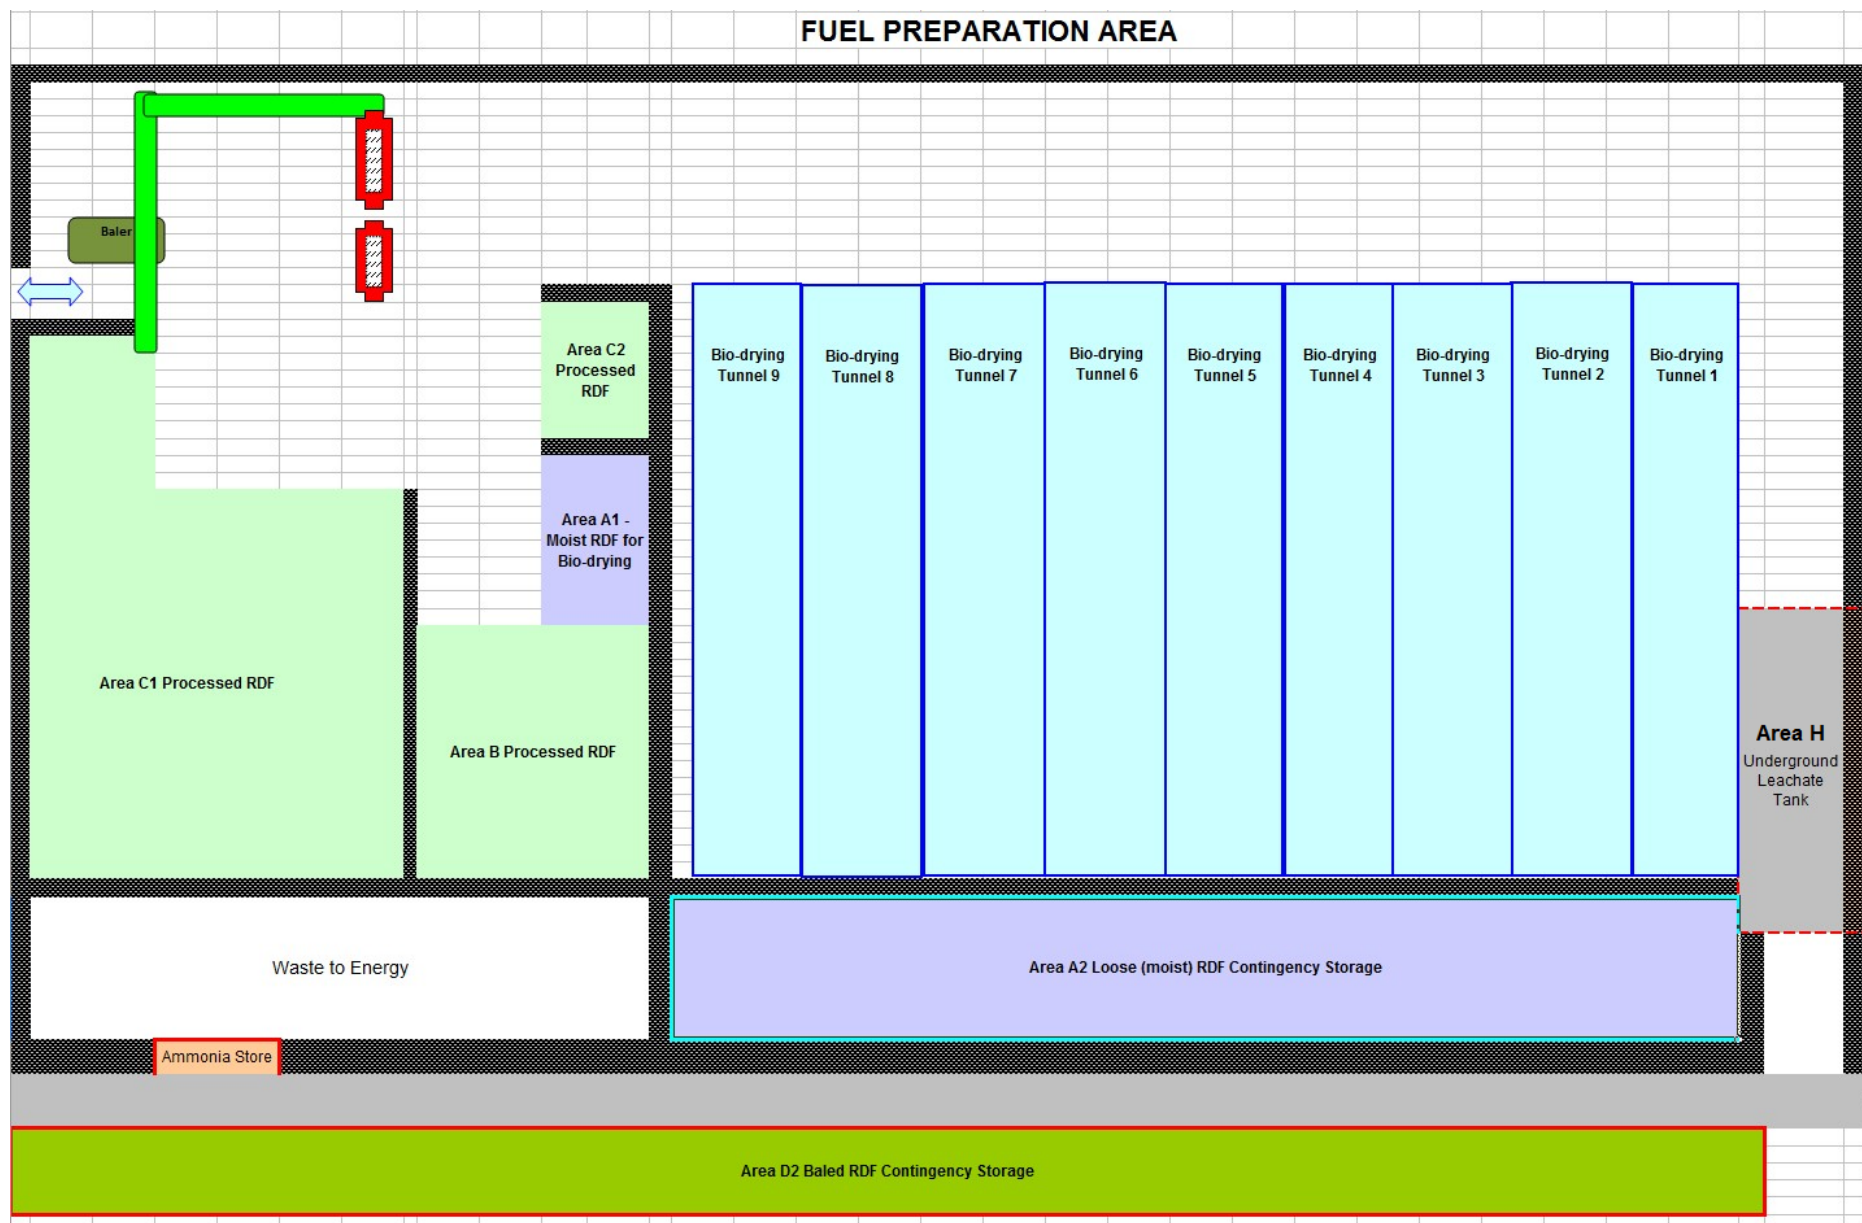 FUEL PREPARATION AREA
Baler
Area C2
Processed
RDF
Bio-drying
Tunnel 9
Bio-drying
Tunnel 8
Bio-drying
Tunnel 7
Bio-drying
Tunnel 6
Bio-drying
Tunnel 5
Bio-drying
Tunnel 4
Bio-drying
Tunnel 3
Bio-drying
Tunnel 2
Bio-drying
Tunnel 1
Area A1 -
Moist RDF for
Bio-drying
Area C1 Processed RDF
Area B Processed RDF
Area H
Underground
Leachate
Tank
Waste to Energy
Area A2 Loose (moist) RDF Contingency Storage
Ammonia Store
Area D2 Baled RDF Contingency Storage